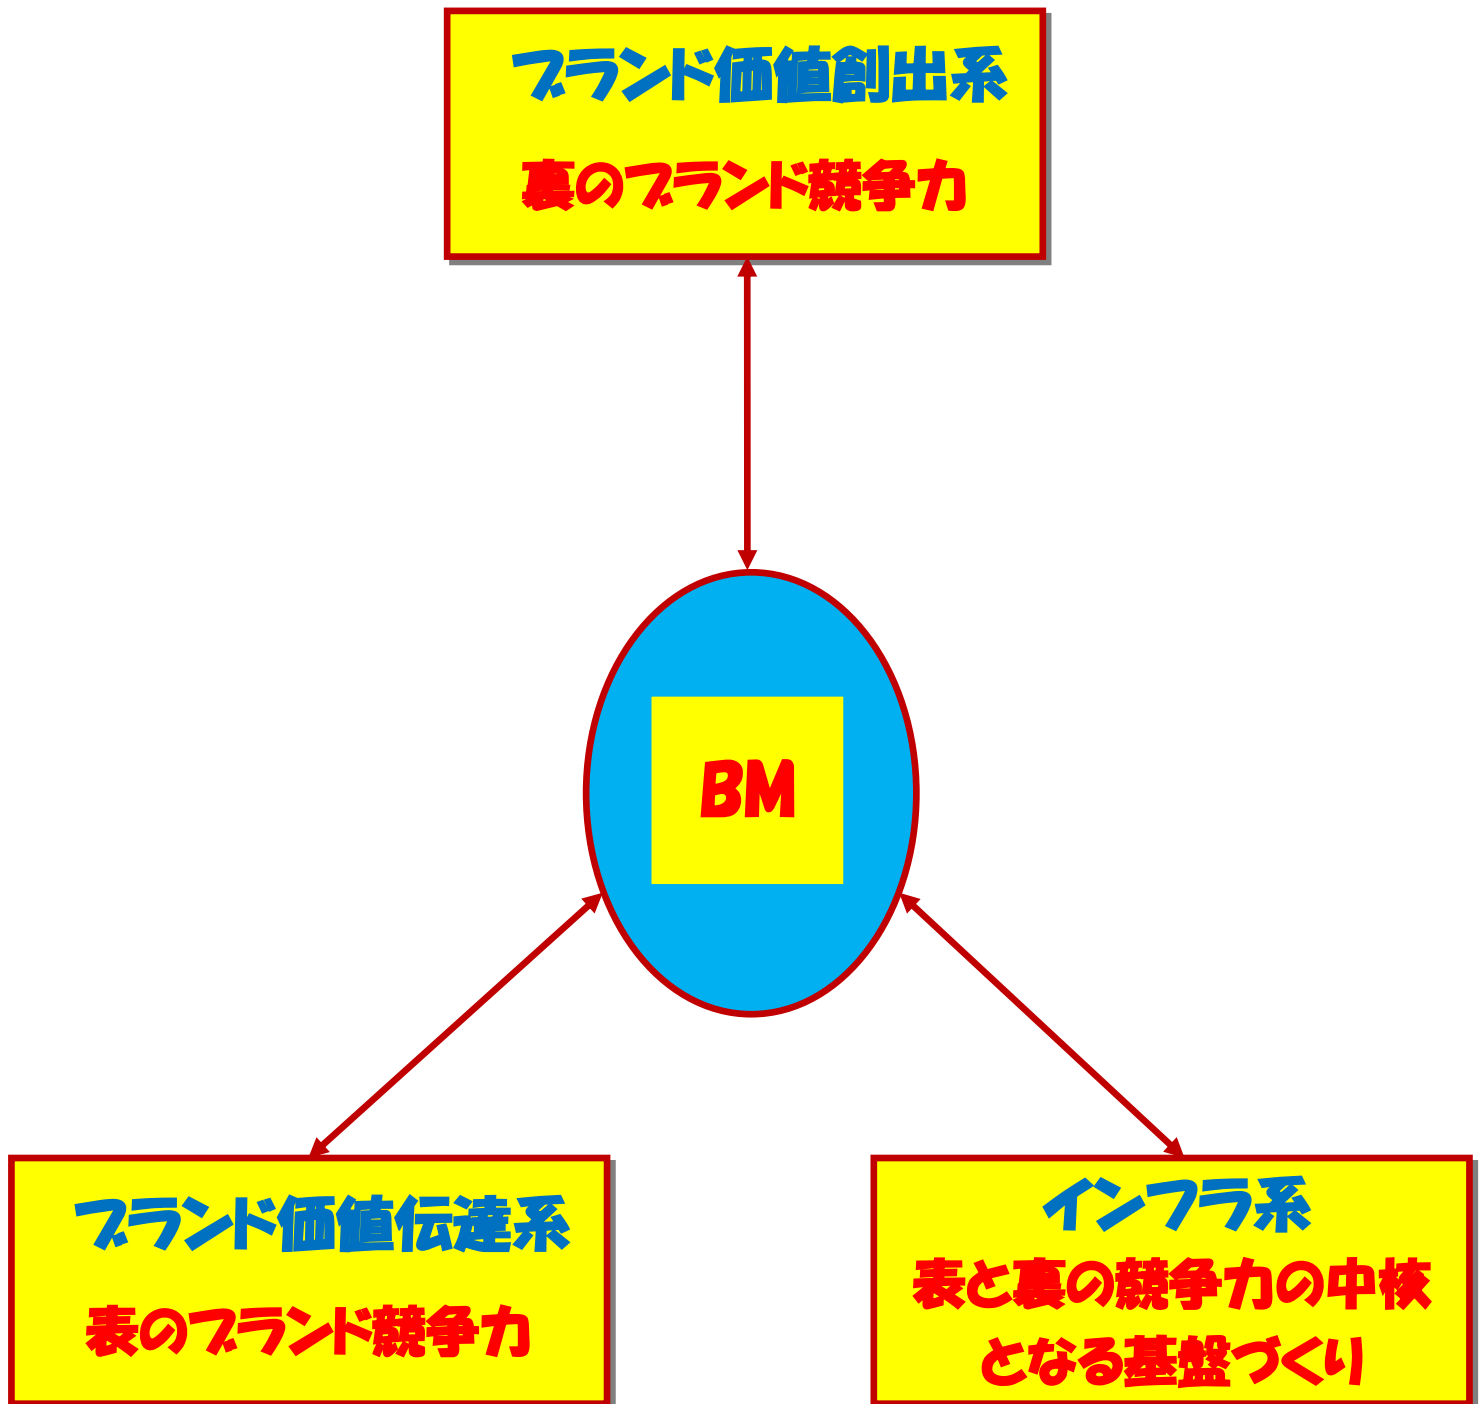 ブランド価値創出系
裏のブランド競争力
BM
ブランド価値伝達系
表のブランド競争力
インフラ系
表と裏の競争力の中核
となる基盤づくり